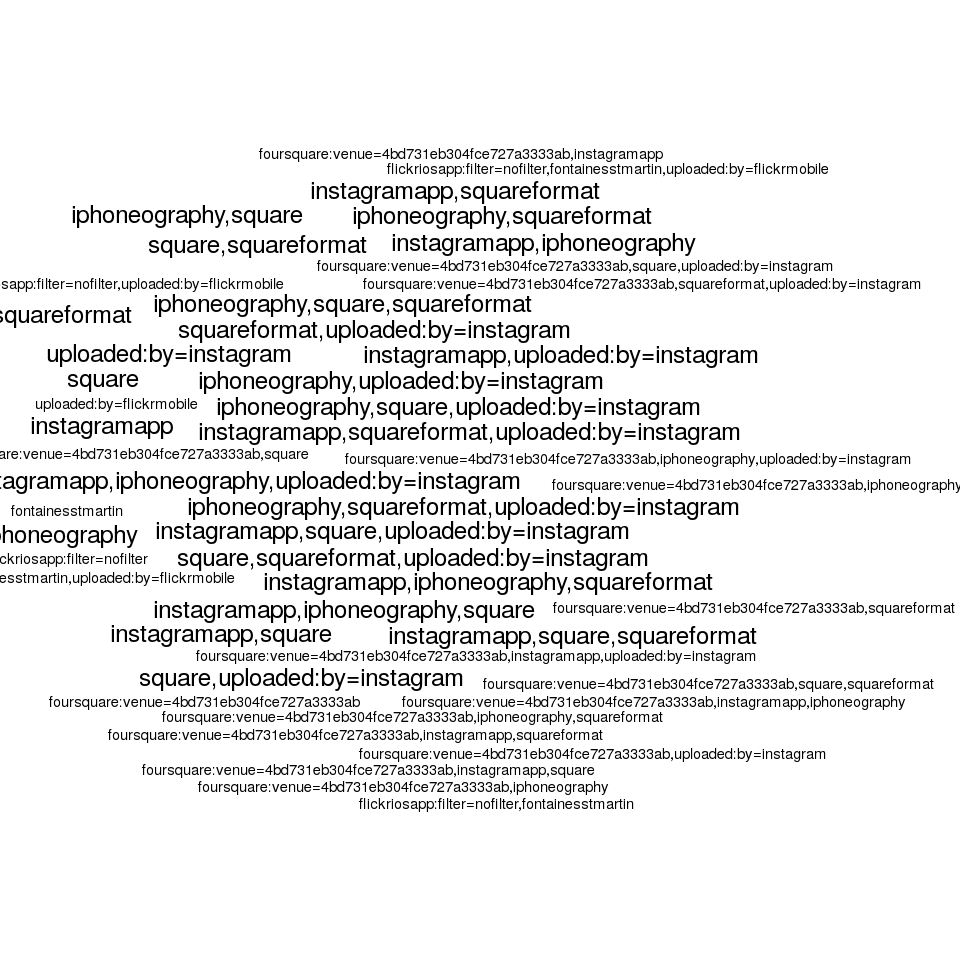 foursquare:venue=4bd731eb304fce727a3333ab,instagramapp
flickriosapp:filter=nofilter,fontainesstmartin,uploaded:by=flickrmobile
instagramapp,squareformat
iphoneography,square iphoneography,squareformat
square,squareformat instagramapp,iphoneography
foursquare:venue=4bd731eb304fce727a3333ab,square,uploaded:by=instagram
sapp:filter=nofilter,uploaded:by=flickrmobile foursquare:venue=4bd731eb304fce727a3333ab,squareformat,uploaded:by=instagram
iphoneography,square,squareformat
squareformat
squareformat,uploaded:by=instagram
uploaded:by=instagram instagramapp,uploaded:by=instagram
square iphoneography,uploaded:by=instagram
uploaded:by=flickrmobile iphoneography,square,uploaded:by=instagram
instagramapp instagramapp,squareformat,uploaded:by=instagram
are:venue=4bd731eb304fce727a3333ab,square foursquare:venue=4bd731eb304fce727a3333ab,iphoneography,uploaded:by=instagram
tagramapp,iphoneography,uploaded:by=instagram foursquare:venue=4bd731eb304fce727a3333ab,iphoneography
fontainesstmartin iphoneography,squareformat,uploaded:by=instagram
phoneography instagramapp,square,uploaded:by=instagram
ckriosapp:filter=nofilter square,squareformat,uploaded:by=instagram
esstmartin,uploaded:by=flickrmobile instagramapp,iphoneography,squareformat
instagramapp,iphoneography,square foursquare:venue=4bd731eb304fce727a3333ab,squareformat
instagramapp,square instagramapp,square,squareformat
foursquare:venue=4bd731eb304fce727a3333ab,instagramapp,uploaded:by=instagram
square,uploaded:by=instagram foursquare:venue=4bd731eb304fce727a3333ab,square,squareformat
foursquare:venue=4bd731eb304fce727a3333ab foursquare:venue=4bd731eb304fce727a3333ab,instagramapp,iphoneography
foursquare:venue=4bd731eb304fce727a3333ab,iphoneography,squareformat
foursquare:venue=4bd731eb304fce727a3333ab,instagramapp,squareformat
foursquare:venue=4bd731eb304fce727a3333ab,uploaded:by=instagram
foursquare:venue=4bd731eb304fce727a3333ab,instagramapp,square
foursquare:venue=4bd731eb304fce727a3333ab,iphoneography
flickriosapp:filter=nofilter,fontainesstmartin